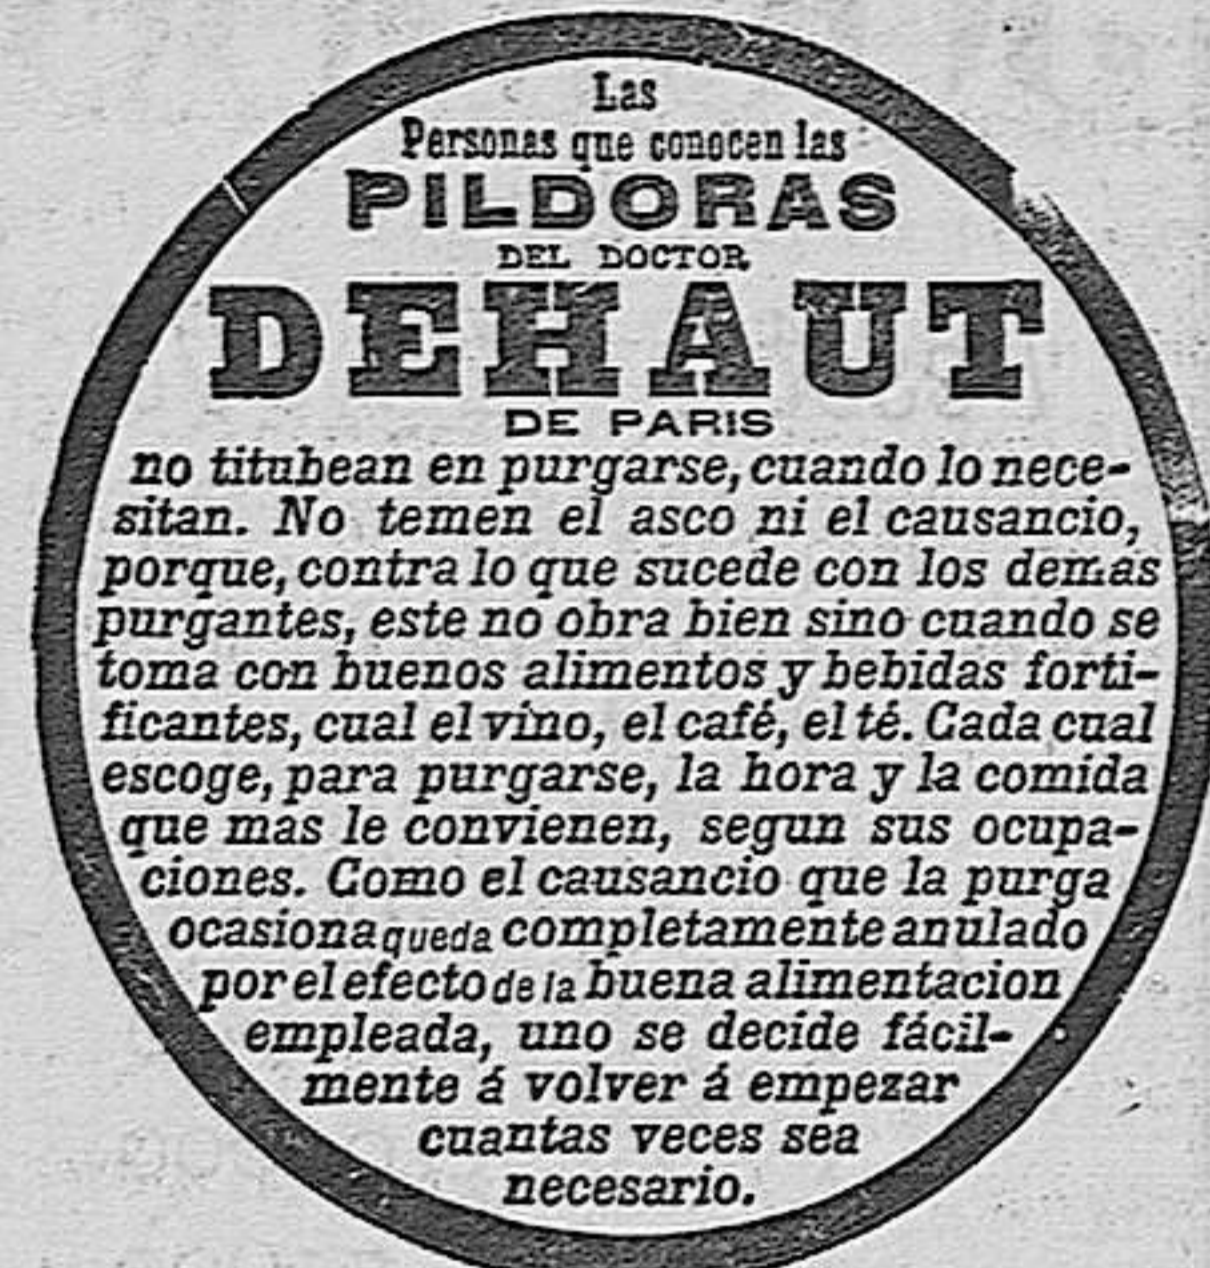 Las
Personas que conocen las
PILDORAS
DEL DOCTOR
DEHAUT
DE PARIS
no titubean en purgarse, cuando lo nece-
sitan. No temen el asco ni el causancio,
porque, contra lo que sucede con los demas
purgantes, este no obra bien sino cuando se
toma con buenos alimentos y bebidas forti-
ficantes, cual el vino, el café, el té. Cada cual
escoge, para purgarse, la hora y la comida
que mas le convienen, segun sus ocupa-
ciones. Como el causancio que la purga
ocasiona queda completamente anulado
por el efecto de la buena alimentacion
empleada, uno se decide fácil-
mente á volver á empezar
cuantas veces sea
necesario.